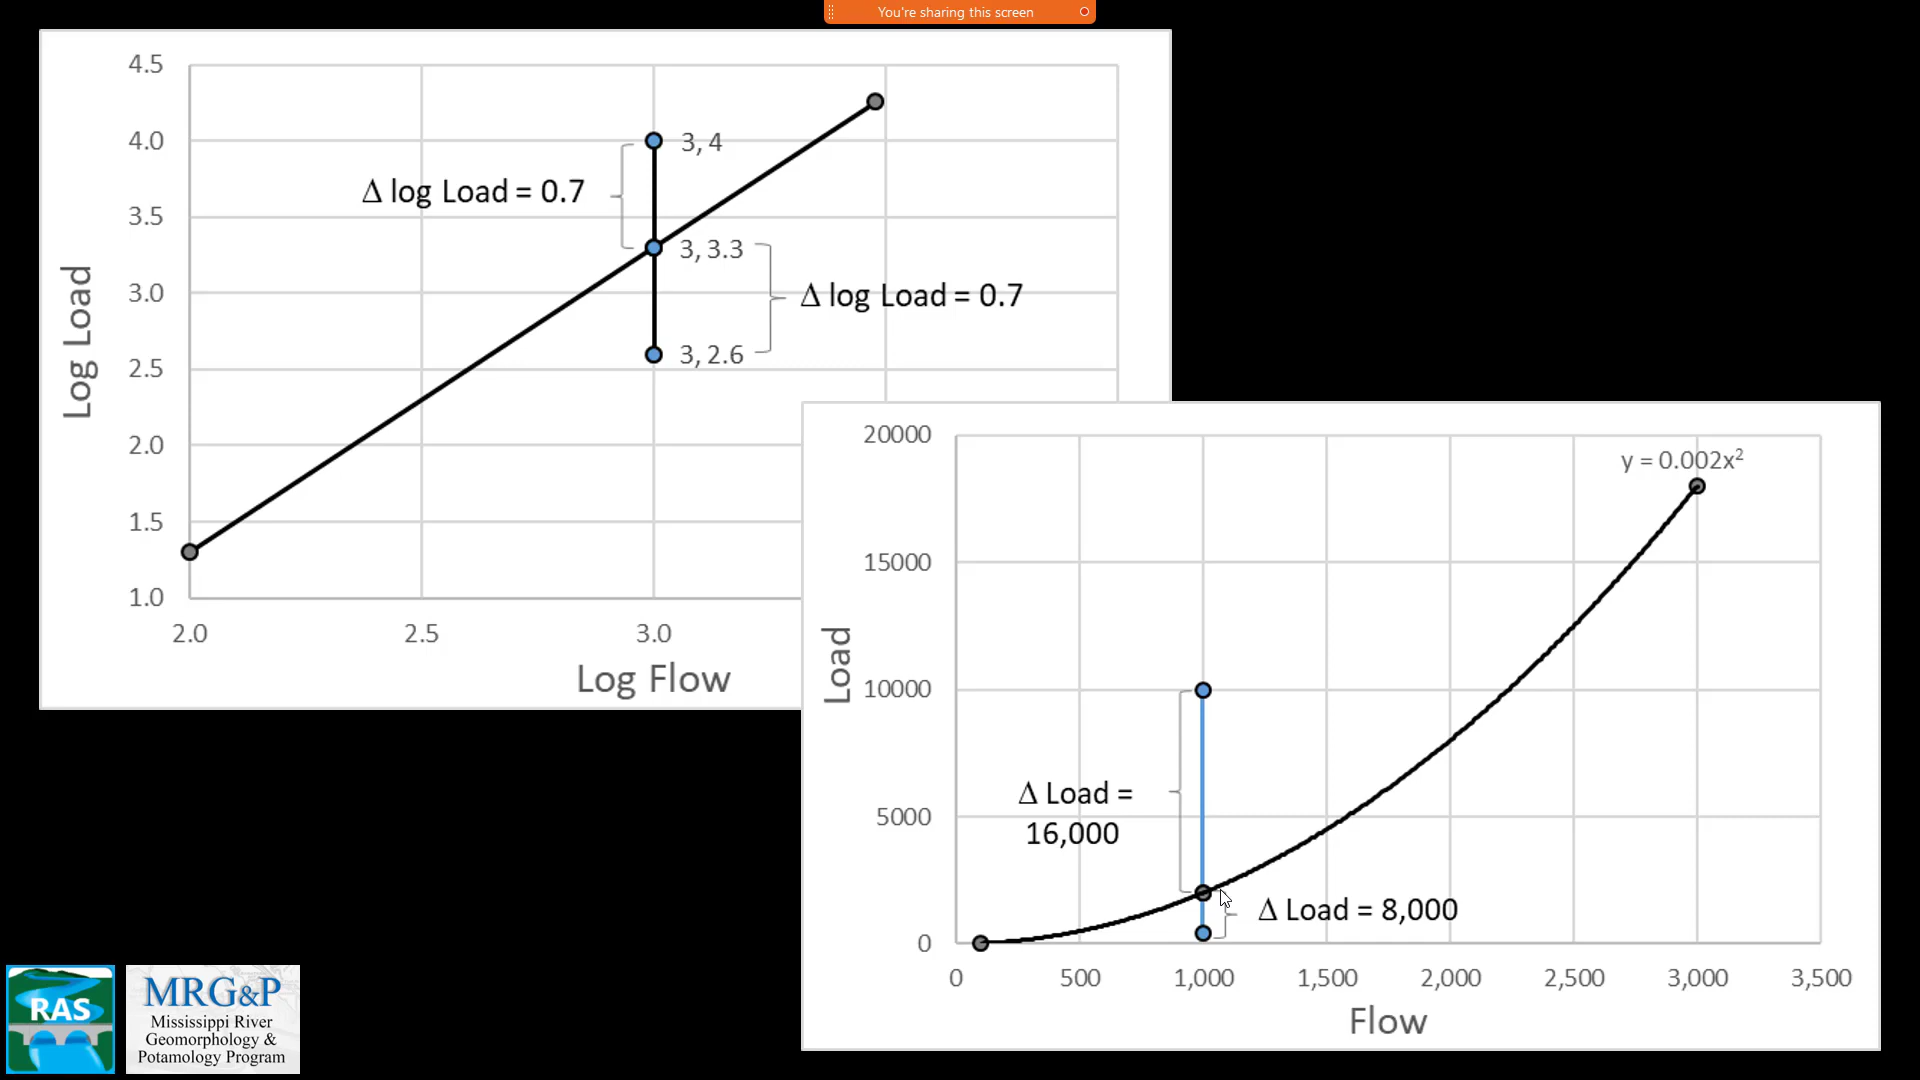 You're sharing this screen
4.5
4.0
3.5
3.0
2.5
2.0
1.5
1.0
Log Load
2.0 2.5 3.0
Log Flow
3, 4
Δ log Load = 0.7
3, 3.3
Δ log Load = 0.7
3, 2.6
20000
15000
10000
5000
0
Load
y = 0.002x²
Δ Load =
16,000
Δ Load = 8,000
0 500 1,000 1,500 2,000 2,500 3,000 3,500
Flow
RAS
MRG&P
Mississippi River
Geomorphology &
Potamology Program